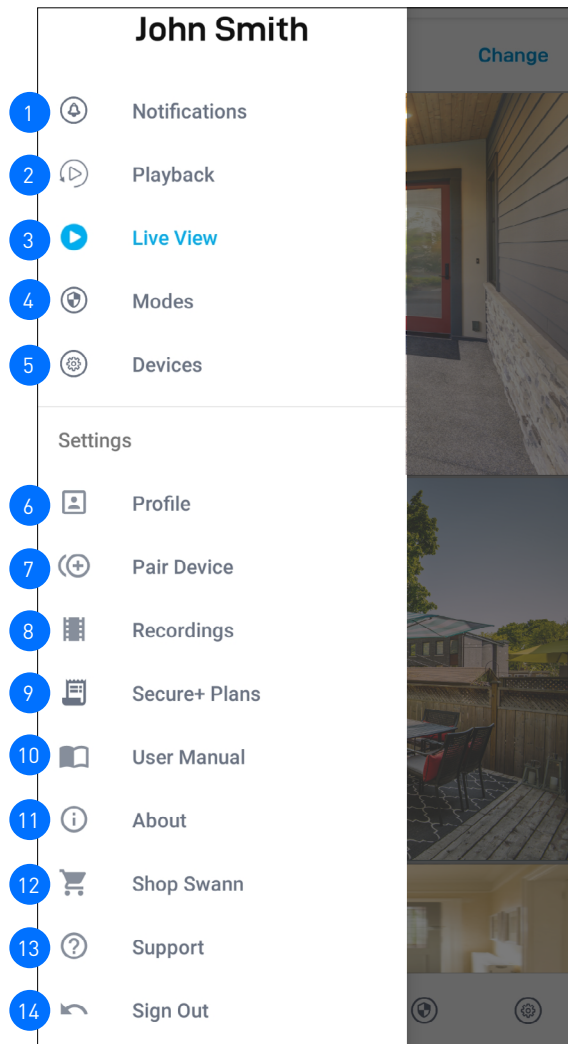 John Smith
Change
1 Notifications
2 Playback
3 Live View
4 Modes
5 Devices
Settings
6 Profile
7 Pair Device
8 Recordings
9 Secure+ Plans
10 User Manual
11 About
12 Shop Swann
13 Support
14 Sign Out